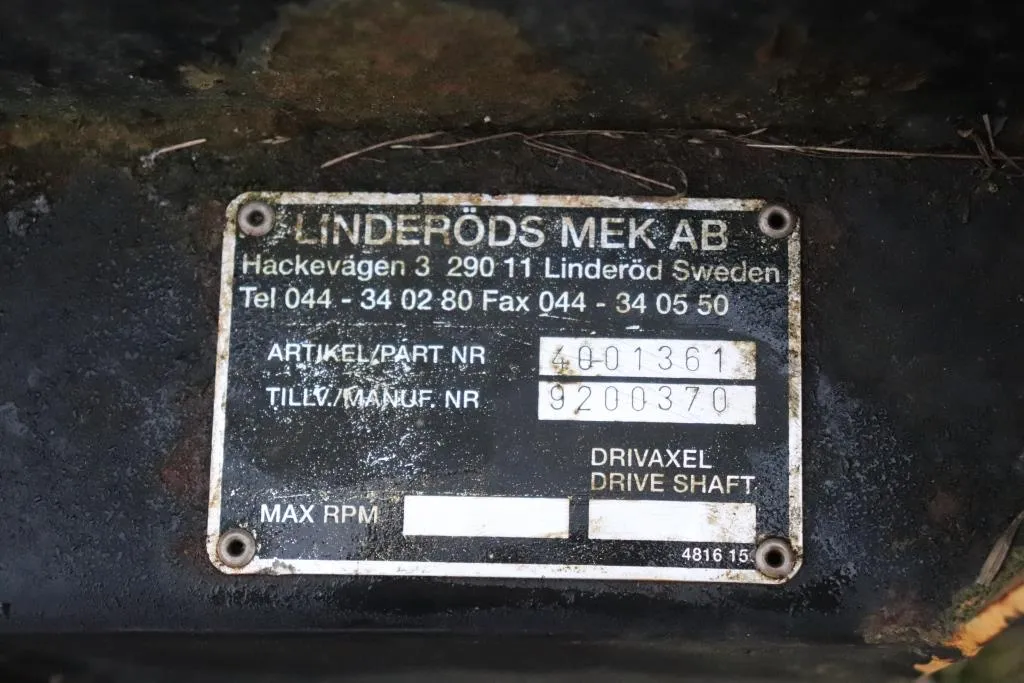 LINDERÖDS MEK AB
Hackevägen 3 290 11 Linderöd Sweden
Tel 044 - 34 02 80 Fax 044 - 34 05 50
ARTIKEL/PART NR 4001361
TILLV./MANUF. NR 9200370
DRIVAXEL
DRIVE SHAFT
MAX RPM
4816 15